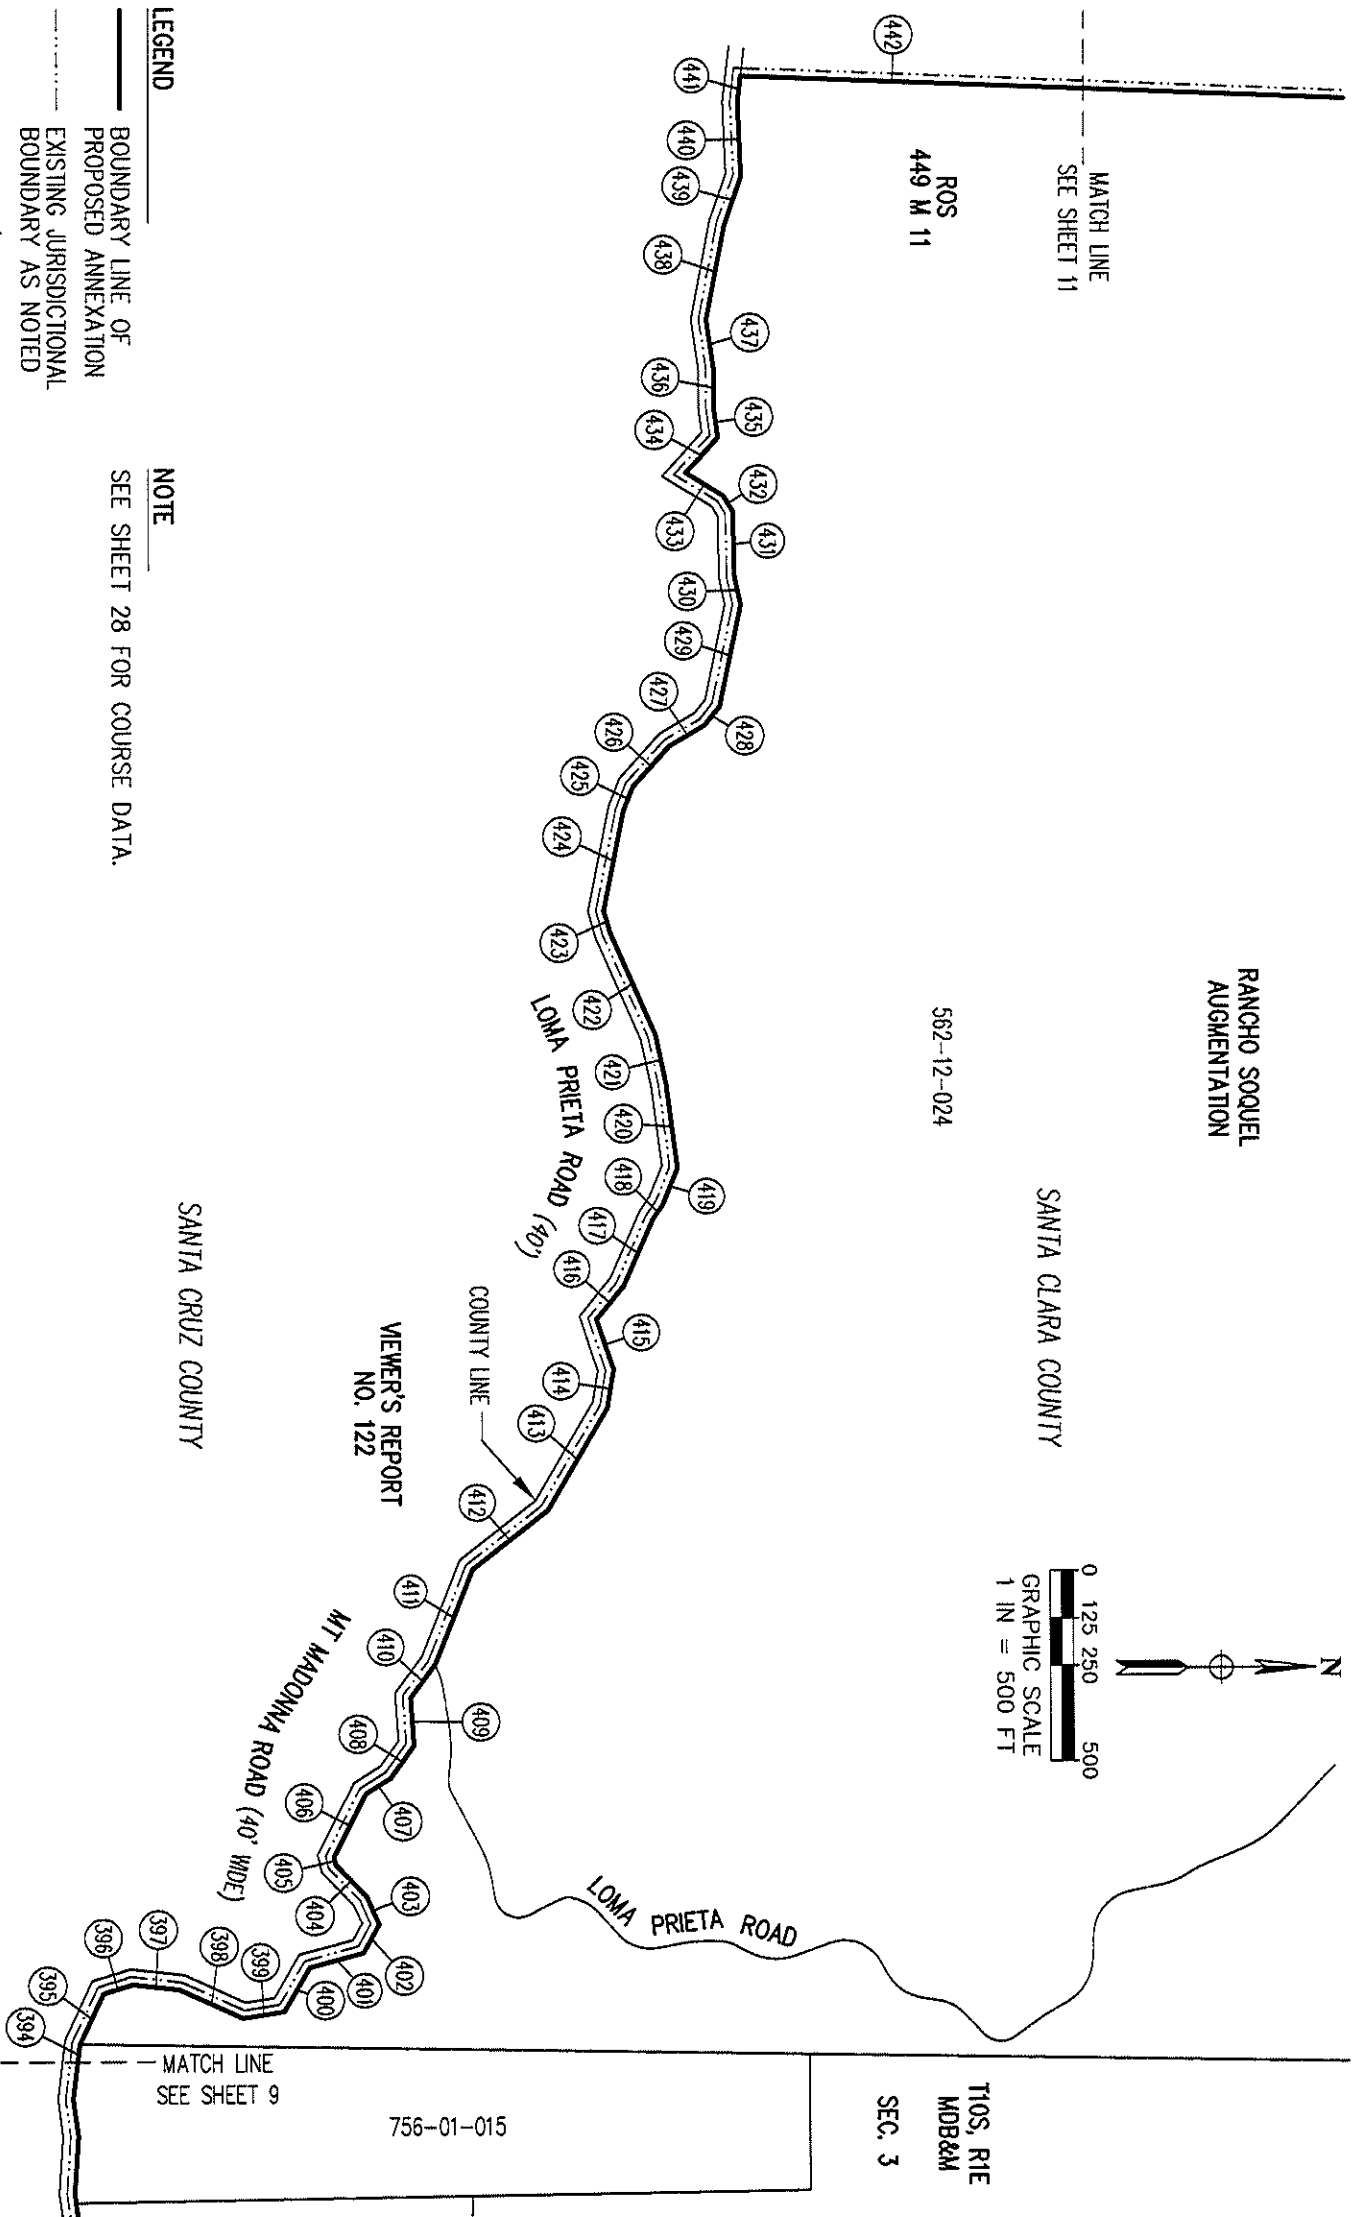 MATCH LINE
SEE SHEET 11
442
ROS
449 M 11
441
440
439
438
437
436
435
434
433
432
431
430
429
428
427
426
425
424
423
422
421
420
419
418
417
416
415
414
413
412
411
410
409
408
407
406
405
404
403
402
401
400
399
398
397
396
395
394
RANCHO SOQUEL
AUGMENTATION
562-12-024
SANTA CLARA COUNTY
N
0 125 250 500
GRAPHIC SCALE
1 IN = 500 FT
LOMA PRIETA ROAD (40')
COUNTY LINE
VIEWER'S REPORT
NO. 122
SANTA CRUZ COUNTY
MT MADONNA ROAD (40' WIDE)
LOMA PRIETA ROAD
MATCH LINE
SEE SHEET 9
756-01-015
T10S, R1E
MDB&M
SEC. 3
LEGEND
BOUNDARY LINE OF
PROPOSED ANNEXATION
EXISTING JURISDICTIONAL
BOUNDARY AS NOTED
NOTE
SEE SHEET 28 FOR COURSE DATA.